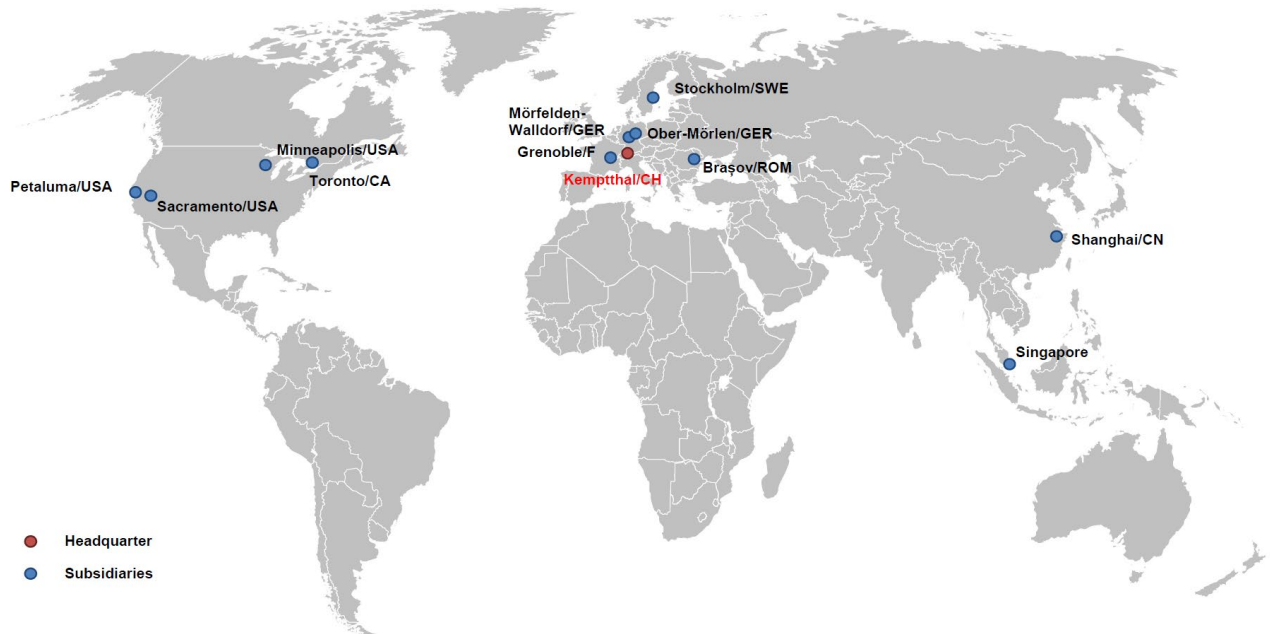 Stockholm/SWE
Mörfelden-
Walldorf/GER
Ober-Mörlen/GER
Minneapolis/USA
Grenoble/F
Brașov/ROM
Kemptthal/CH
Toronto/CA
Petaluma/USA
Sacramento/USA
Shanghai/CN
Singapore
Headquarter
Subsidiaries